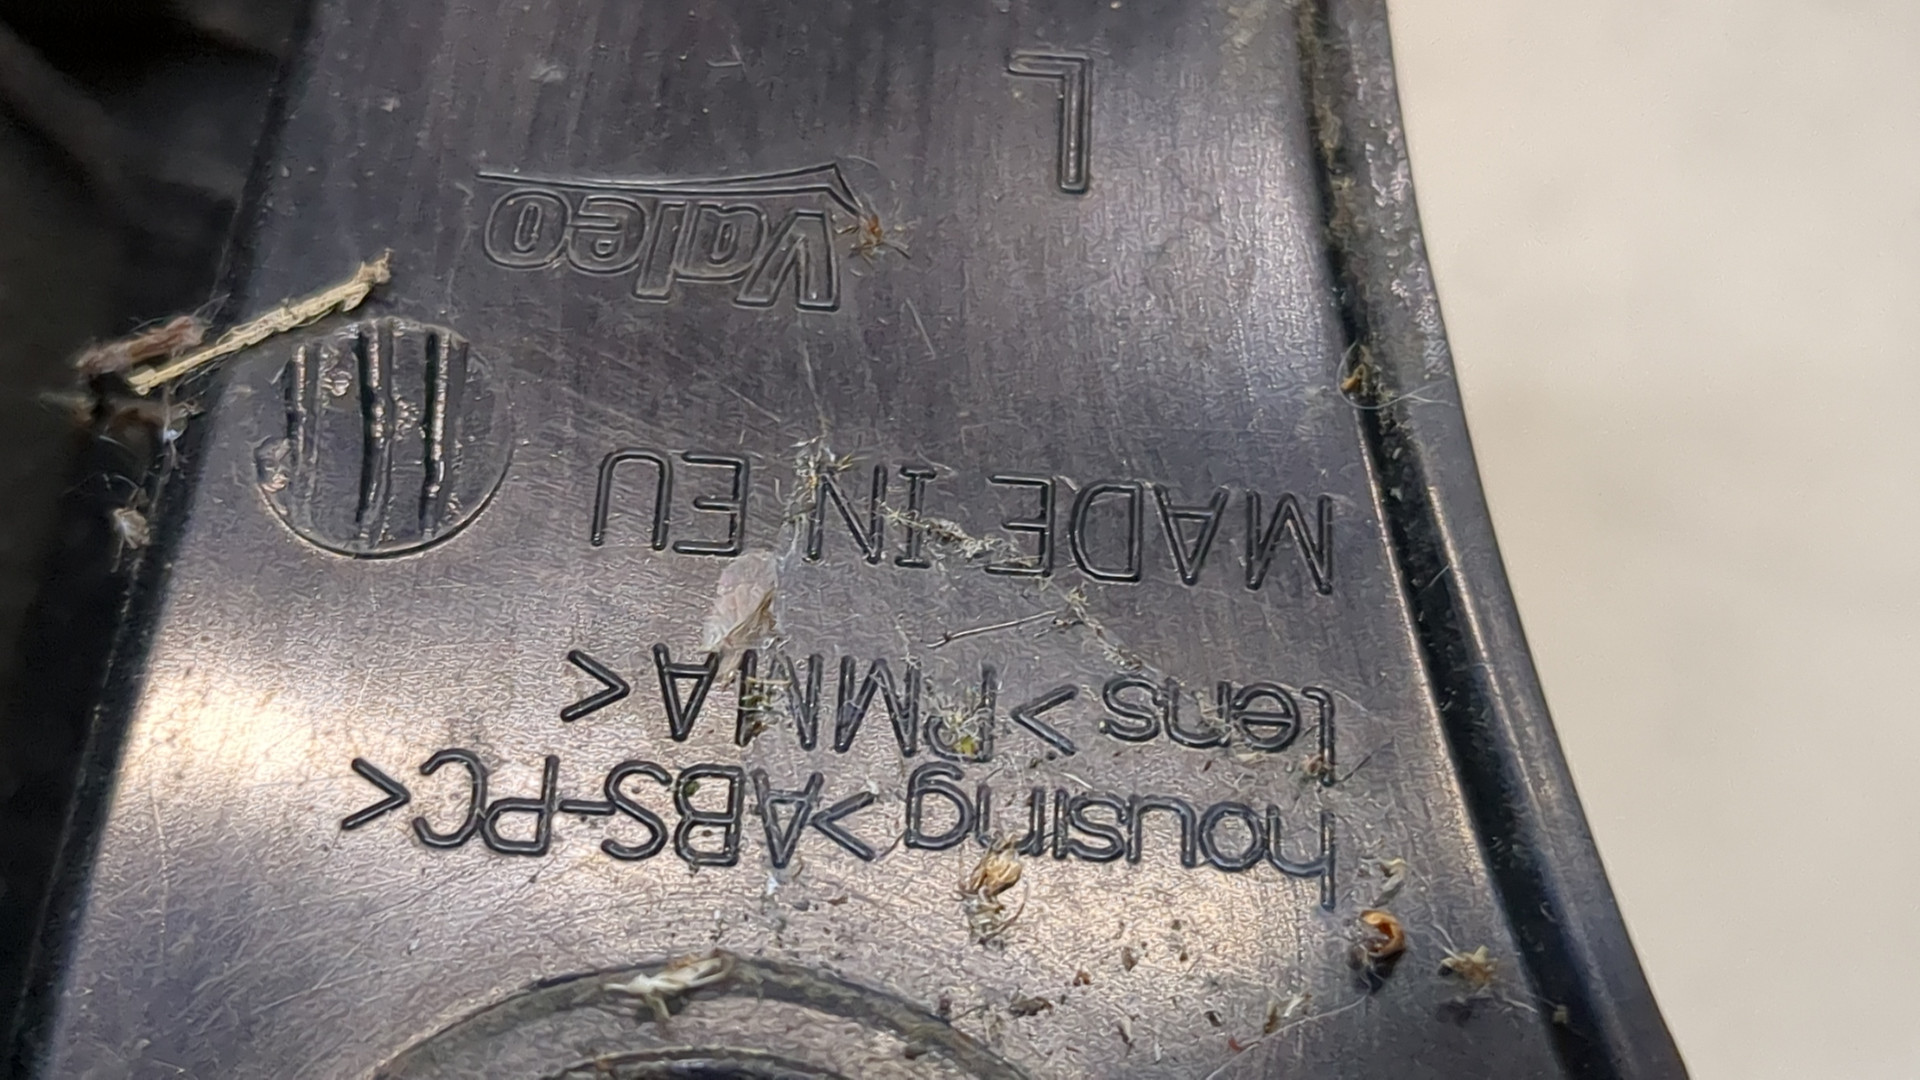 housing>ABS-PC<
lens>PMMA<
MADE IN EU
Valeo
L